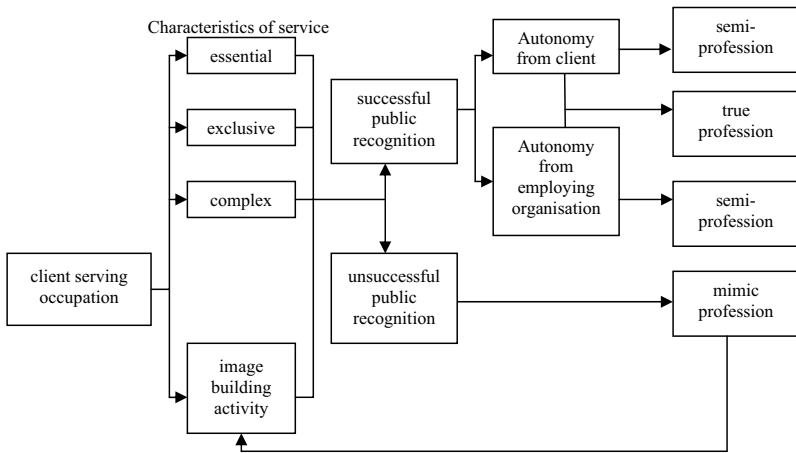 Characteristics of service
essential
exclusive
complex
client serving
occupation
image
building
activity
successful
public
recognition
unsuccessful
public
recognition
Autonomy
from client
Autonomy
from
employing
organisation
semi-
profession
true
profession
semi-
profession
mimic
profession